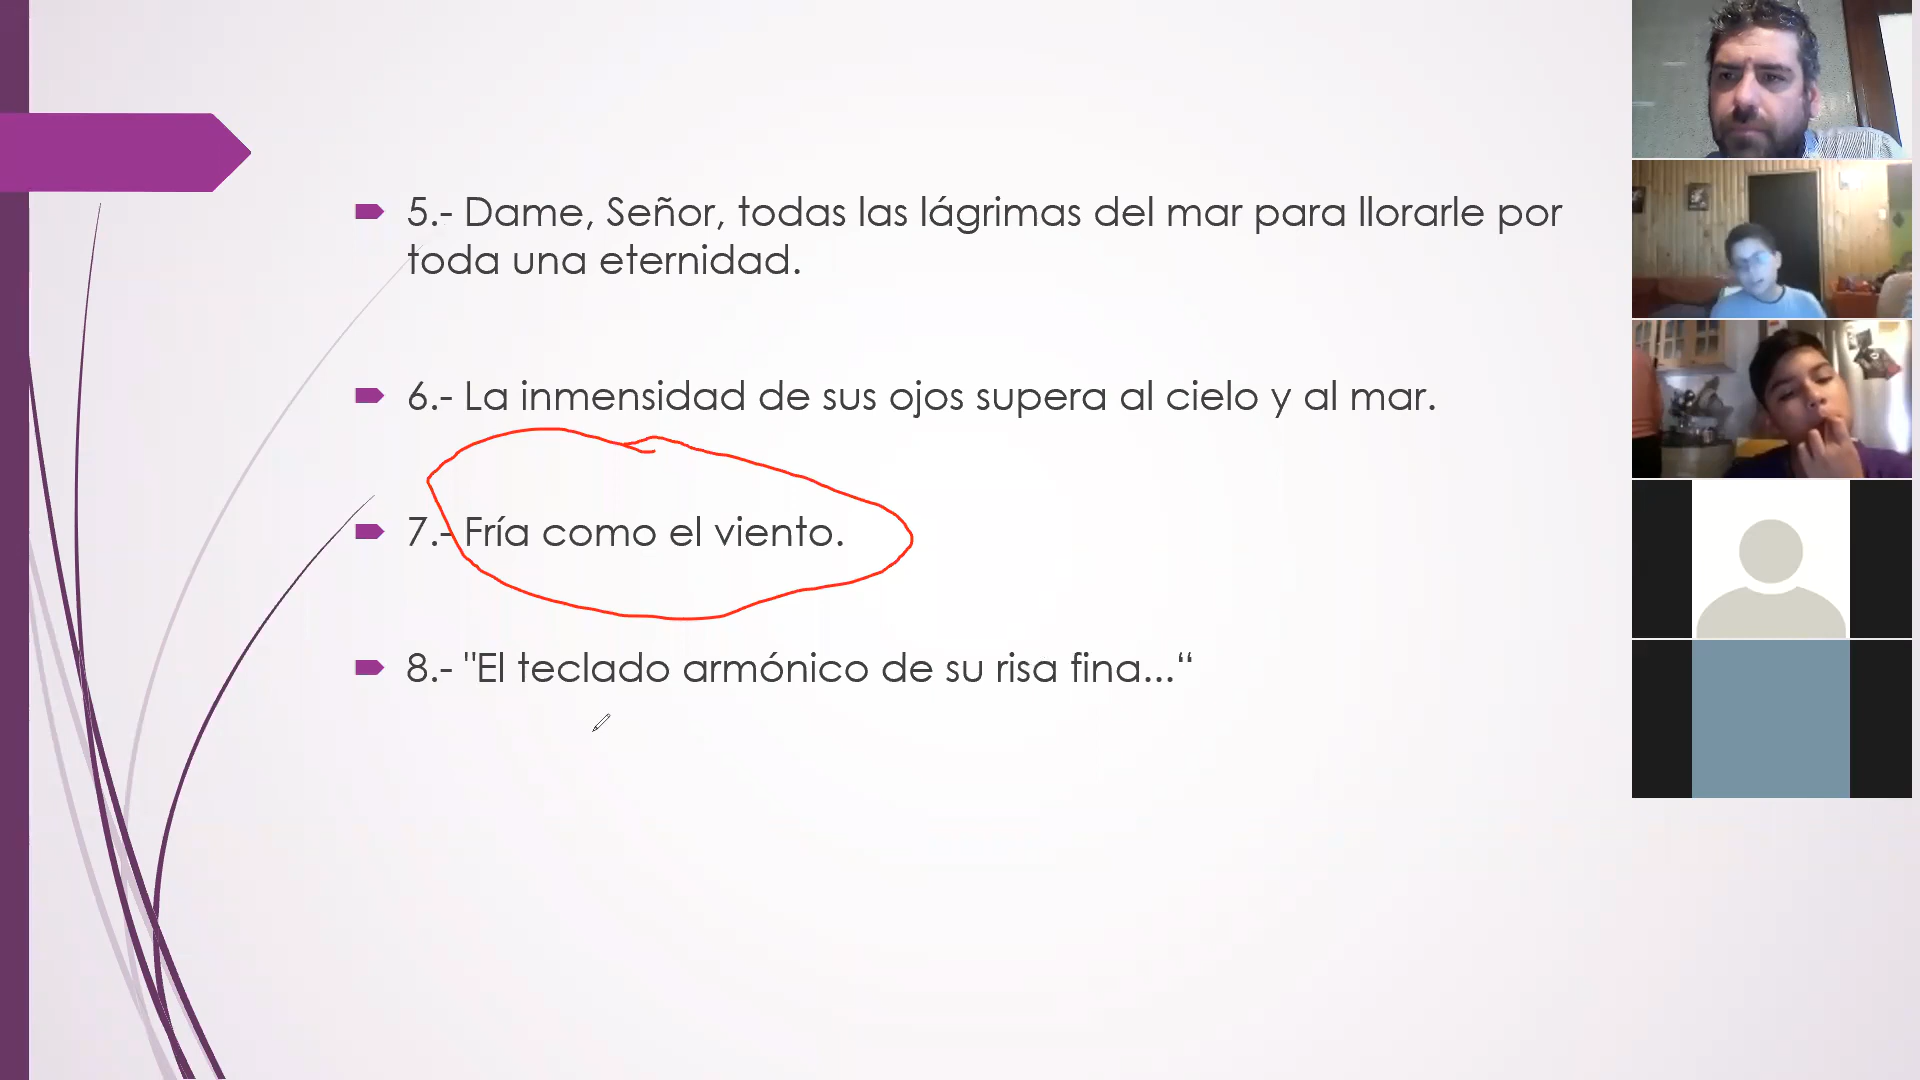 5.- Dame, Señor, todas las lágrimas del mar para llorarle por
toda una eternidad.
6.- La inmensidad de sus ojos supera al cielo y al mar.
7.- Fría como el viento.
8.- "El teclado armónico de su risa fina...“